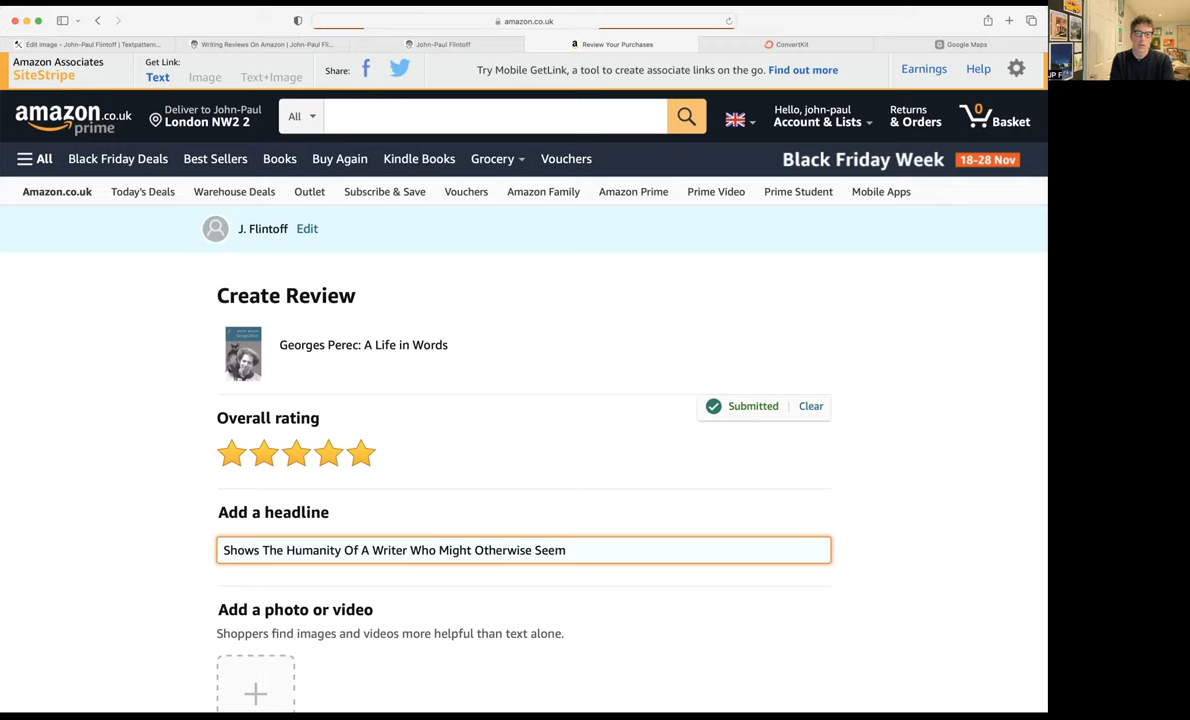 amazon.co.uk
Edit image - John-Paul Flintoff | Textpattern...
Writing Reviews On Amazon | John-Paul Fli...
John-Paul Flintoff
Review Your Purchases
ConvertKit
Google Maps
Amazon Associates
SiteStripe
Get Link:
Text
Image
Text+Image
Share:
Try Mobile GetLink, a tool to create associate links on the go. Find out more
Earnings
Help
amazon.co.uk
prime
Deliver to John-Paul
London NW2 2
All
Hello, john-paul
Account & Lists
Returns
& Orders
0
Basket
All
Black Friday Deals
Best Sellers
Books
Buy Again
Kindle Books
Grocery
Vouchers
Black Friday Week
18-28 Nov
Amazon.co.uk
Today's Deals
Warehouse Deals
Outlet
Subscribe & Save
Vouchers
Amazon Family
Amazon Prime
Prime Video
Prime Student
Mobile Apps
J. Flintoff
Edit
Create Review
Georges Perec: A Life in Words
Overall rating
Submitted
Clear
Add a headline
Shows The Humanity Of A Writer Who Might Otherwise Seem
Add a photo or video
Shoppers find images and videos more helpful than text alone.